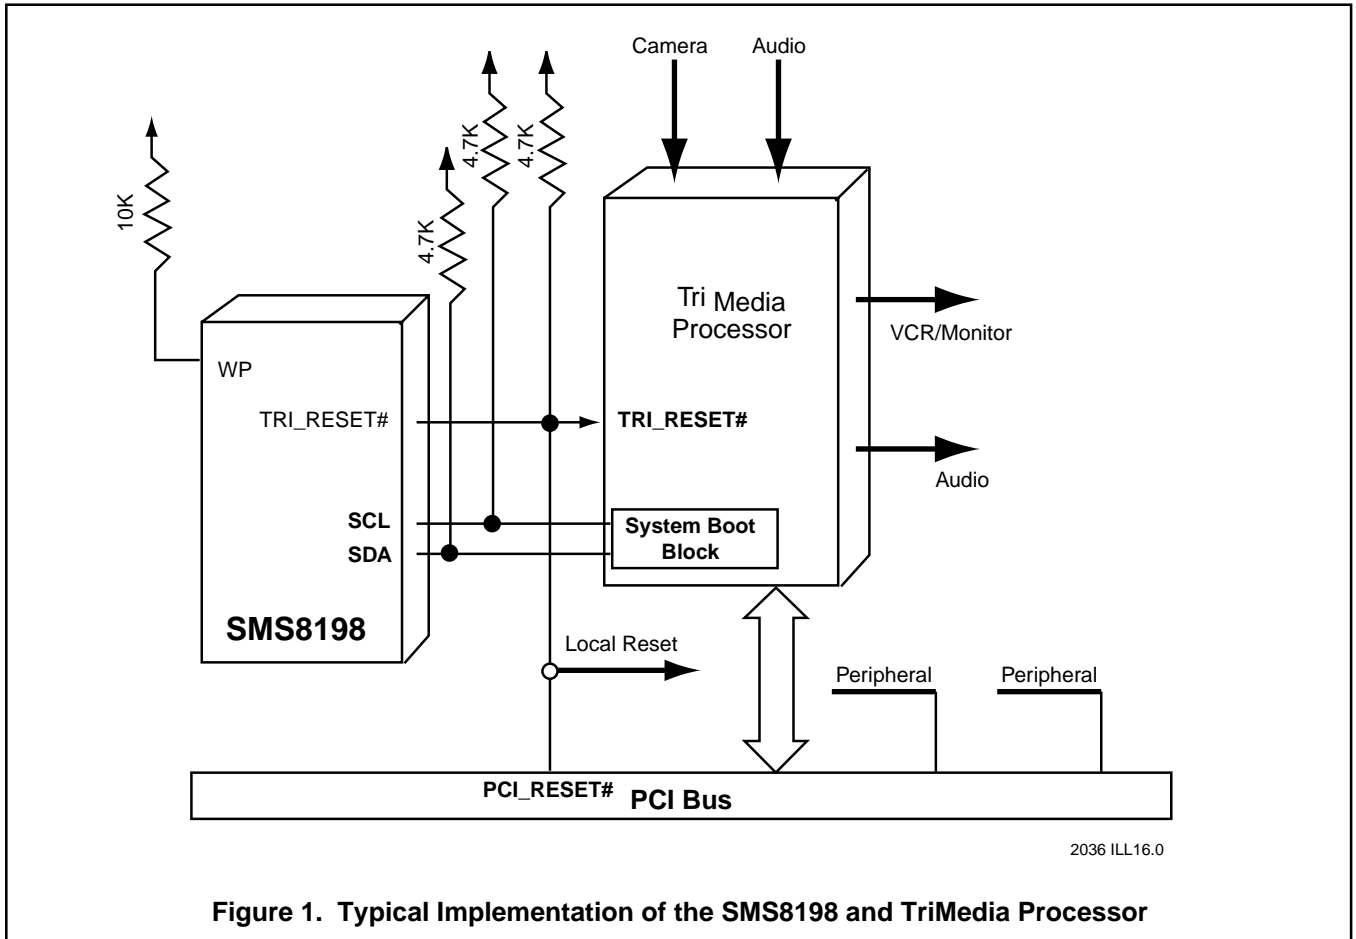 Camera Audio
4.7K
4.7K
10K
4.7K
Tri Media
Processor
VCR/Monitor
WP
TRI_RESET#
TRI_RESET#
Audio
SCL
SDA
System Boot
Block
SMS8198
Local Reset
Peripheral
Peripheral
PCI_RESET# PCI Bus
2036 ILL16.0
Figure 1. Typical Implementation of the SMS8198 and TriMedia Processor